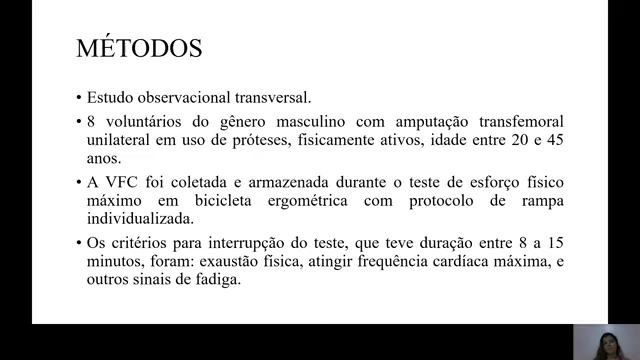 MÉTODOS
• Estudo observacional transversal.
• 8 voluntários do gênero masculino com amputação transfemoral
unilateral em uso de próteses, fisicamente ativos, idade entre 20 e 45
anos.
• A VFC foi coletada e armazenada durante o teste de esforço físico
máximo em bicicleta ergométrica com protocolo de rampa
individualizada.
• Os critérios para interrupção do teste, que teve duração entre 8 a 15
minutos, foram: exaustão física, atingir frequência cardíaca máxima, e
outros sinais de fadiga.